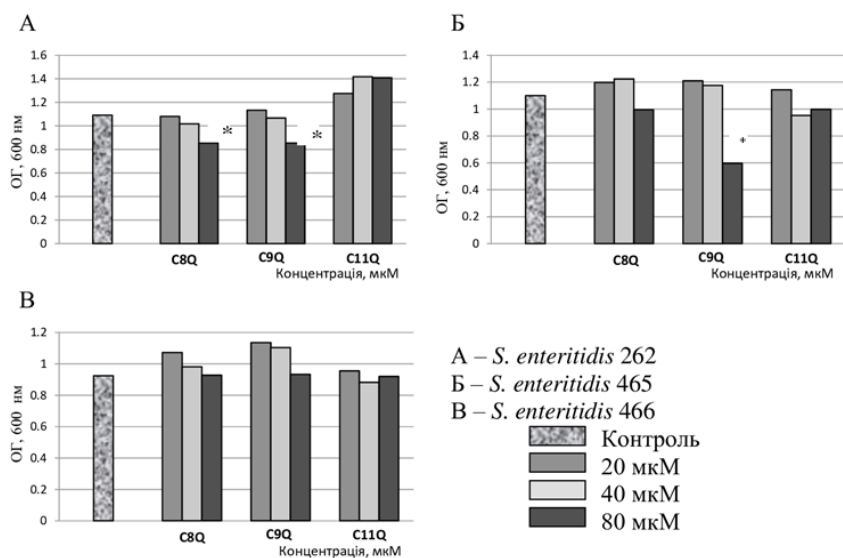 А
ОГ, 600 нм
1.6
1.4
1.2
1
0.8
0.6
0.4
0.2
0
*
*
C8Q
C9Q
C11Q
Концентрація, мкМ
Б
ОГ, 600 нм
1.4
1.2
1
0.8
0.6
0.4
0.2
0
*
C8Q
C9Q
C11Q
Концентрація, мкМ
В
ОГ, 600 нм
1.2
1
0.8
0.6
0.4
0.2
0
C8Q
C9Q
C11Q
Концентрація, мкМ
А – S. enteritidis 262
Б – S. enteritidis 465
В – S. enteritidis 466
Контроль
20 мкМ
40 мкМ
80 мкМ